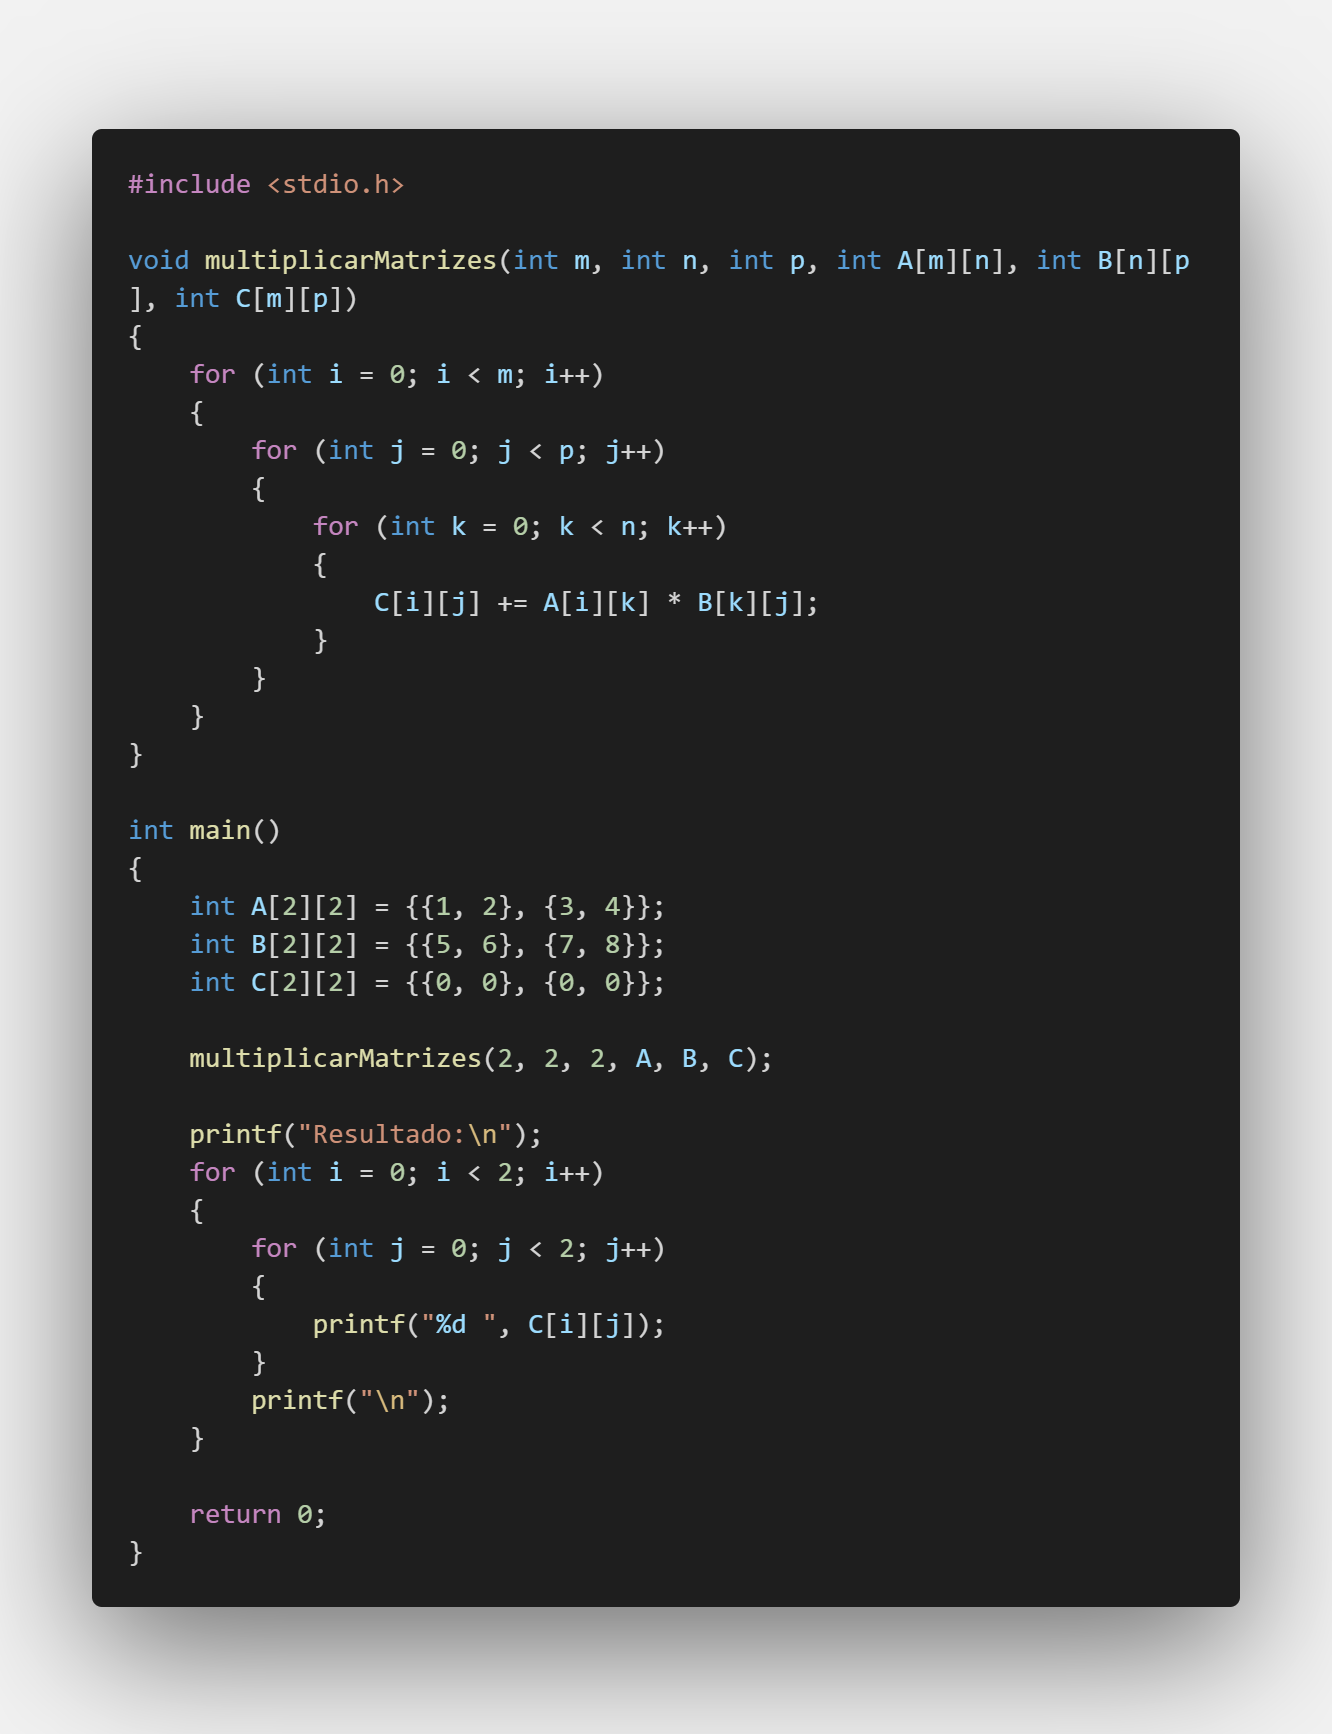 #include <stdio.h>

void multiplicarMatrizes(int m, int n, int p, int A[m][n], int B[n][p
], int C[m][p])
{
    for (int i = 0; i < m; i++)
    {
        for (int j = 0; j < p; j++)
        {
            for (int k = 0; k < n; k++)
            {
                C[i][j] += A[i][k] * B[k][j];
            }
        }
    }
}

int main()
{
    int A[2][2] = {{1, 2}, {3, 4}};
    int B[2][2] = {{5, 6}, {7, 8}};
    int C[2][2] = {{0, 0}, {0, 0}};

    multiplicarMatrizes(2, 2, 2, A, B, C);

    printf("Resultado:\n");
    for (int i = 0; i < 2; i++)
    {
        for (int j = 0; j < 2; j++)
        {
            printf("%d ", C[i][j]);
        }
        printf("\n");
    }

    return 0;
}